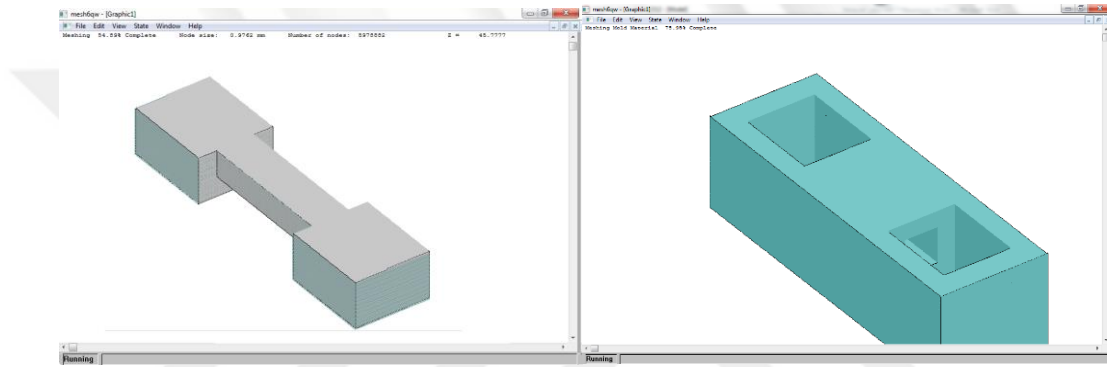 mesh6qw - [Graphic1]
File Edit View State Window Help
Meshing 54.89% Complete Node size: 0.9762 mm Number of nodes: 5978882 Z = 45.7777
Running
mesh6qw - [Graphic1]
File Edit View State Window Help
Meshing Mold Material 75.98% Complete
Running